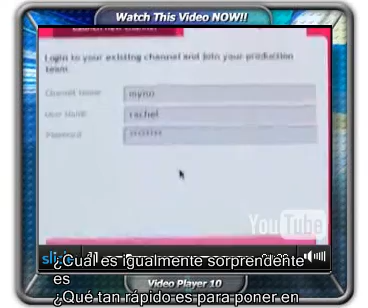 Watch This Video NOW!!
Login to your existing channel and Join your production
team
Channel Name
User Name
rachel
Password
********
YouTube
¿Cuál es igualmente sorprendente
es
Video Player 10
¿Qué tan rápido es para poner en